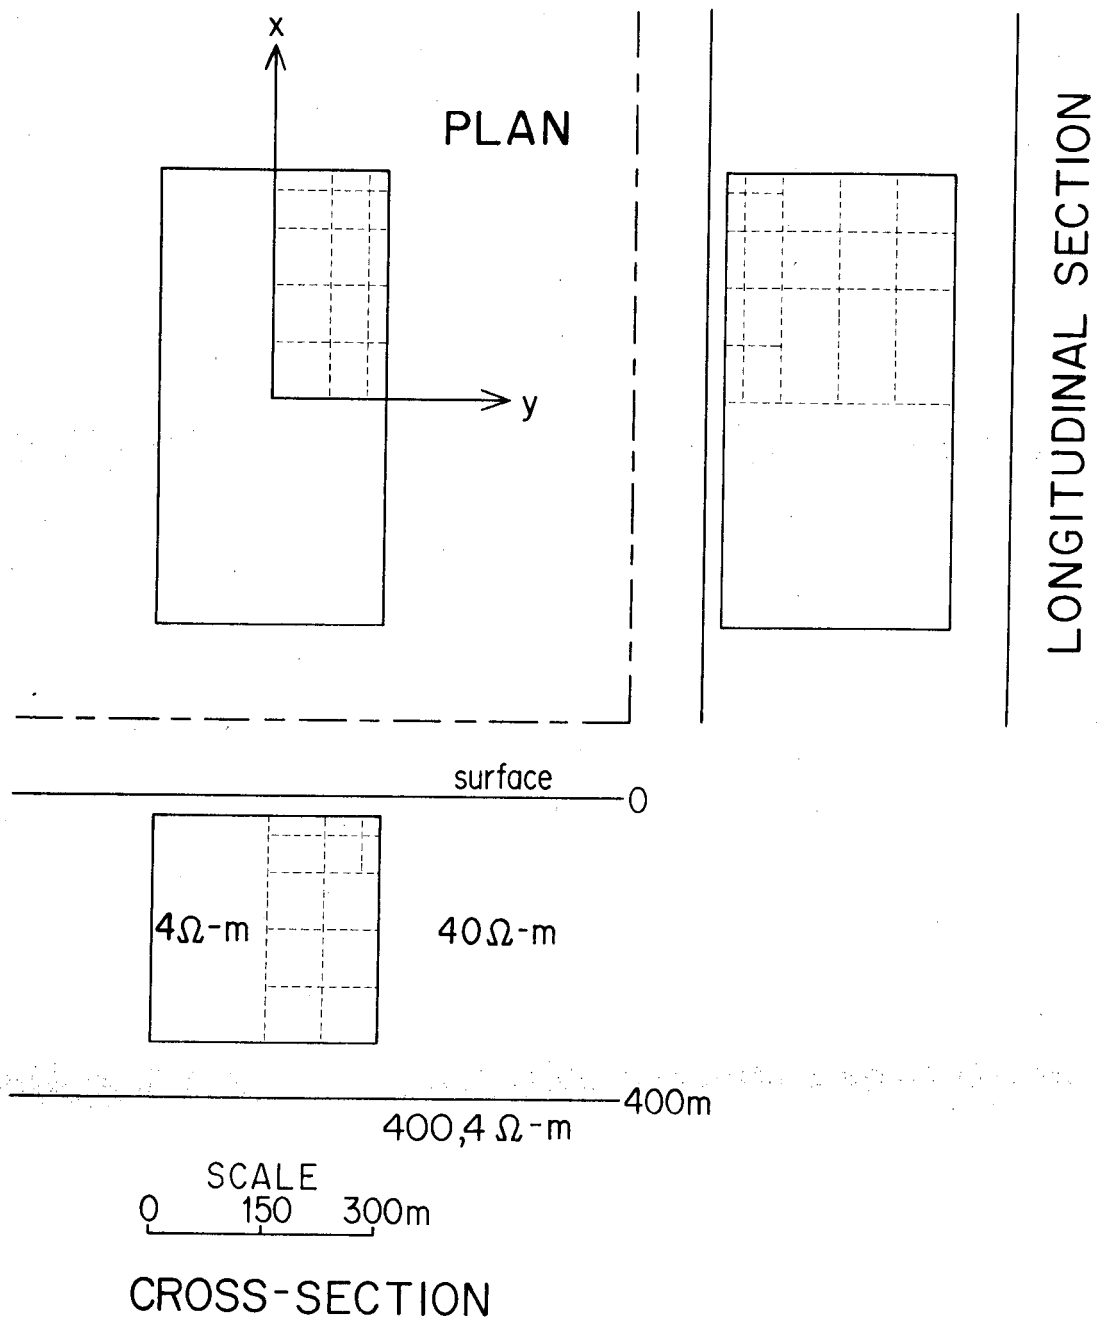 x
PLAN
y
LONGITUDINAL SECTION
surface
0
4Ω-m
40Ω-m
400m
400,4 Ω-m
SCALE
0 150 300m
CROSS-SECTION